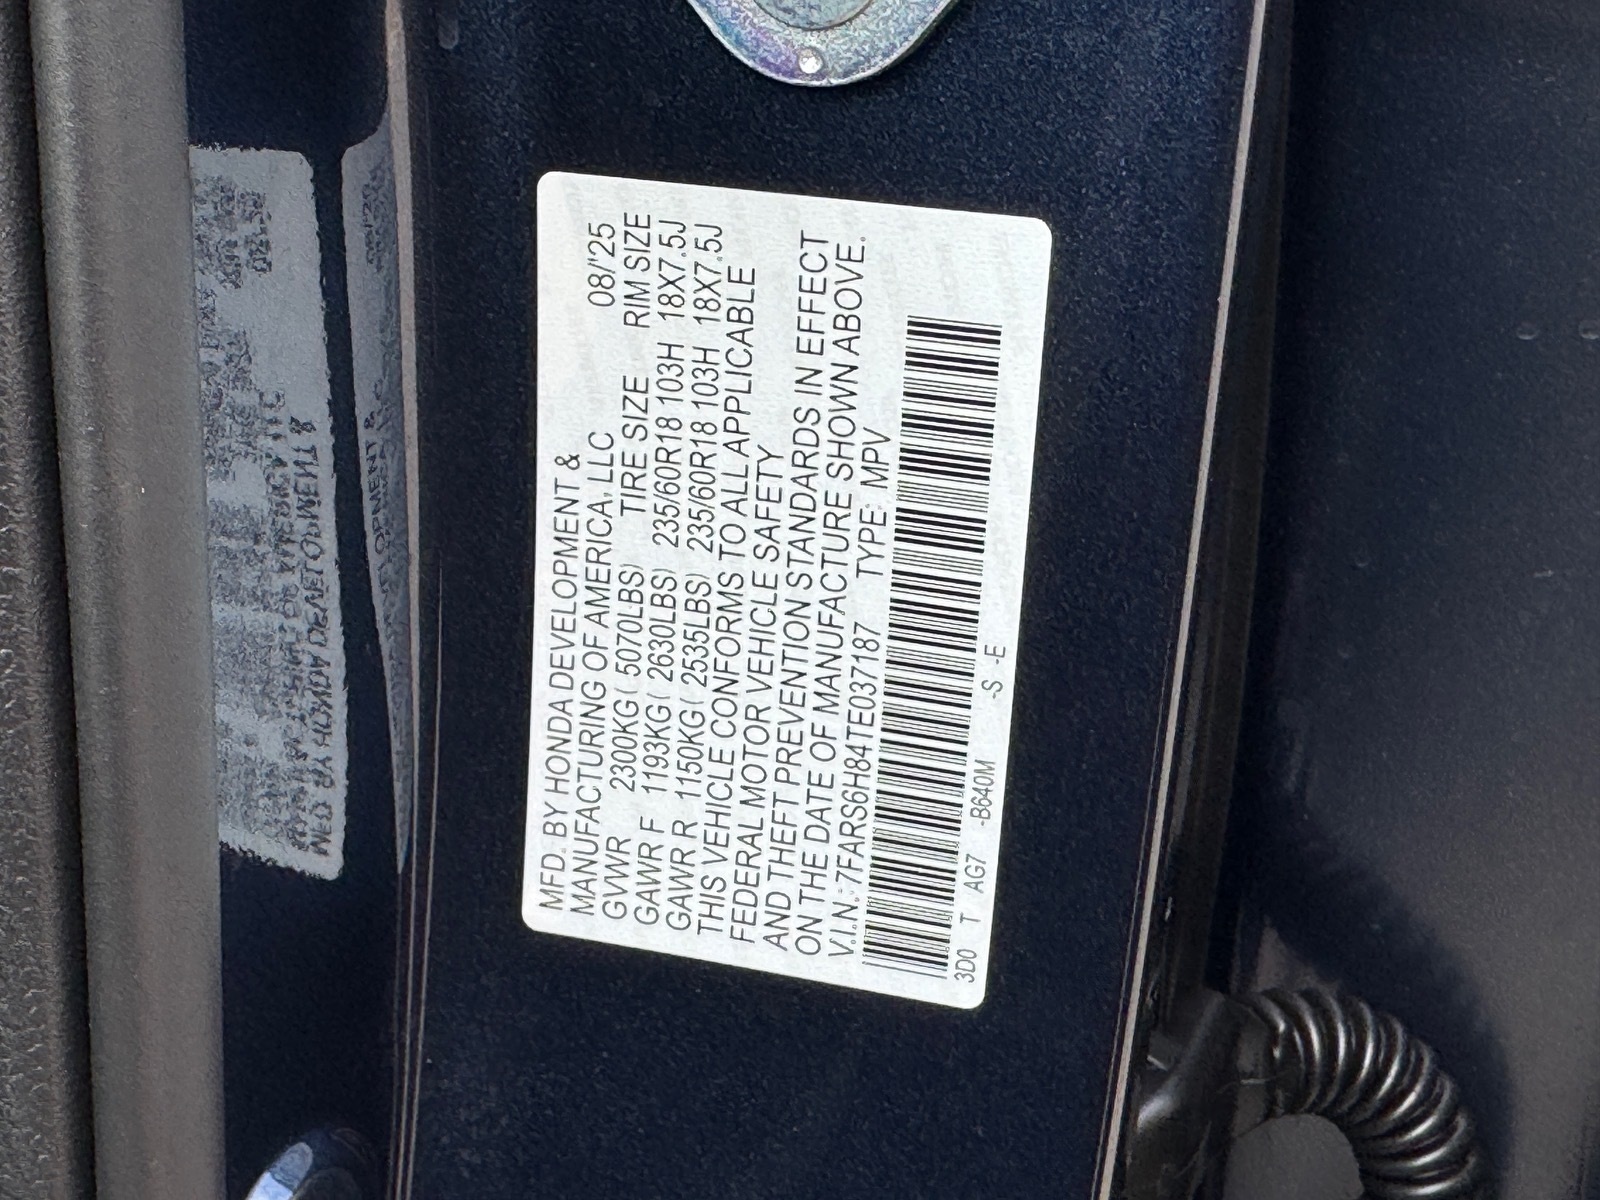 MFD. BY HONDA DEVELOPMENT &
MANUFACTURING OF AMERICA, LLC 08/'25
GVWR 2300KG ( 5070LBS) TIRE SIZE RIM SIZE
GAWR F 1193KG ( 2630LBS) 235/60R18 103H 18X7.5J
GAWR R 1150KG ( 2535LBS) 235/60R18 103H 18X7.5J
THIS VEHICLE CONFORMS TO ALL APPLICABLE
FEDERAL MOTOR VEHICLE SAFETY
AND THEFT PREVENTION STANDARDS IN EFFECT
ON THE DATE OF MANUFACTURE SHOWN ABOVE.
V.I.N.: 7FARS6H84TE037187 TYPE: MPV
3D0 T AG7 -B640M -S -E